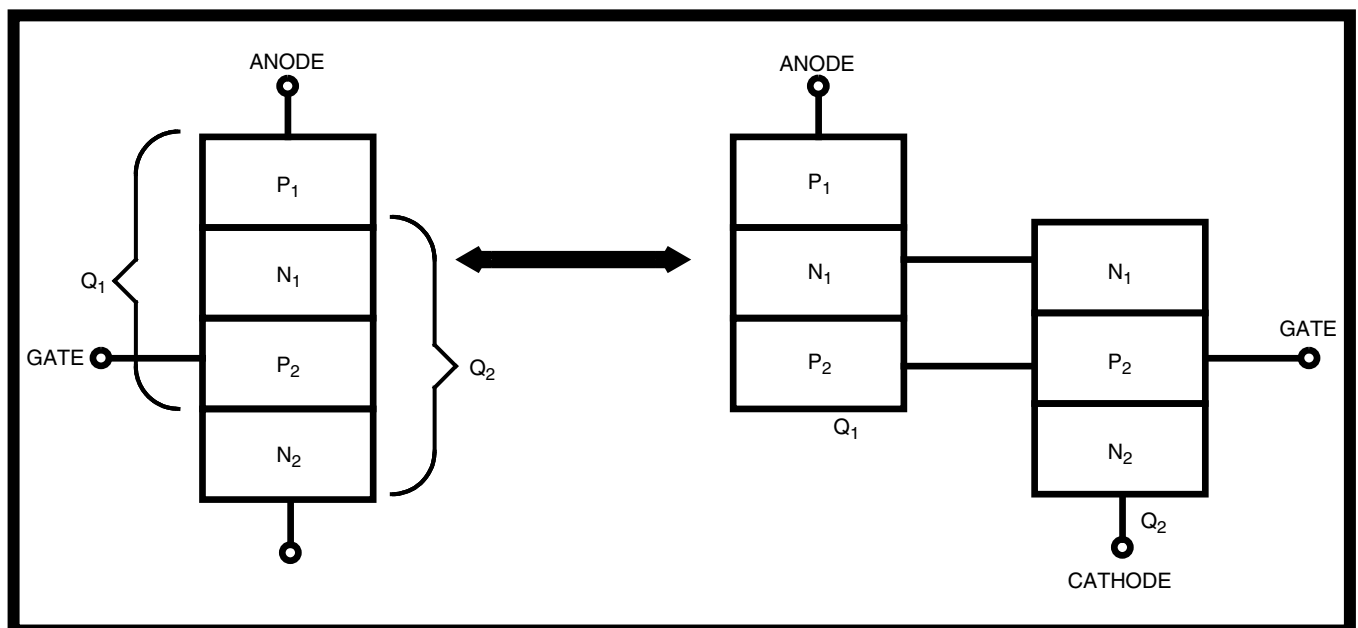 ANODE
P1
N1
P2
N2
Q1
Q2
GATE
ANODE
P1
N1
P2
Q1
N1
P2
N2
Q2
GATE
CATHODE